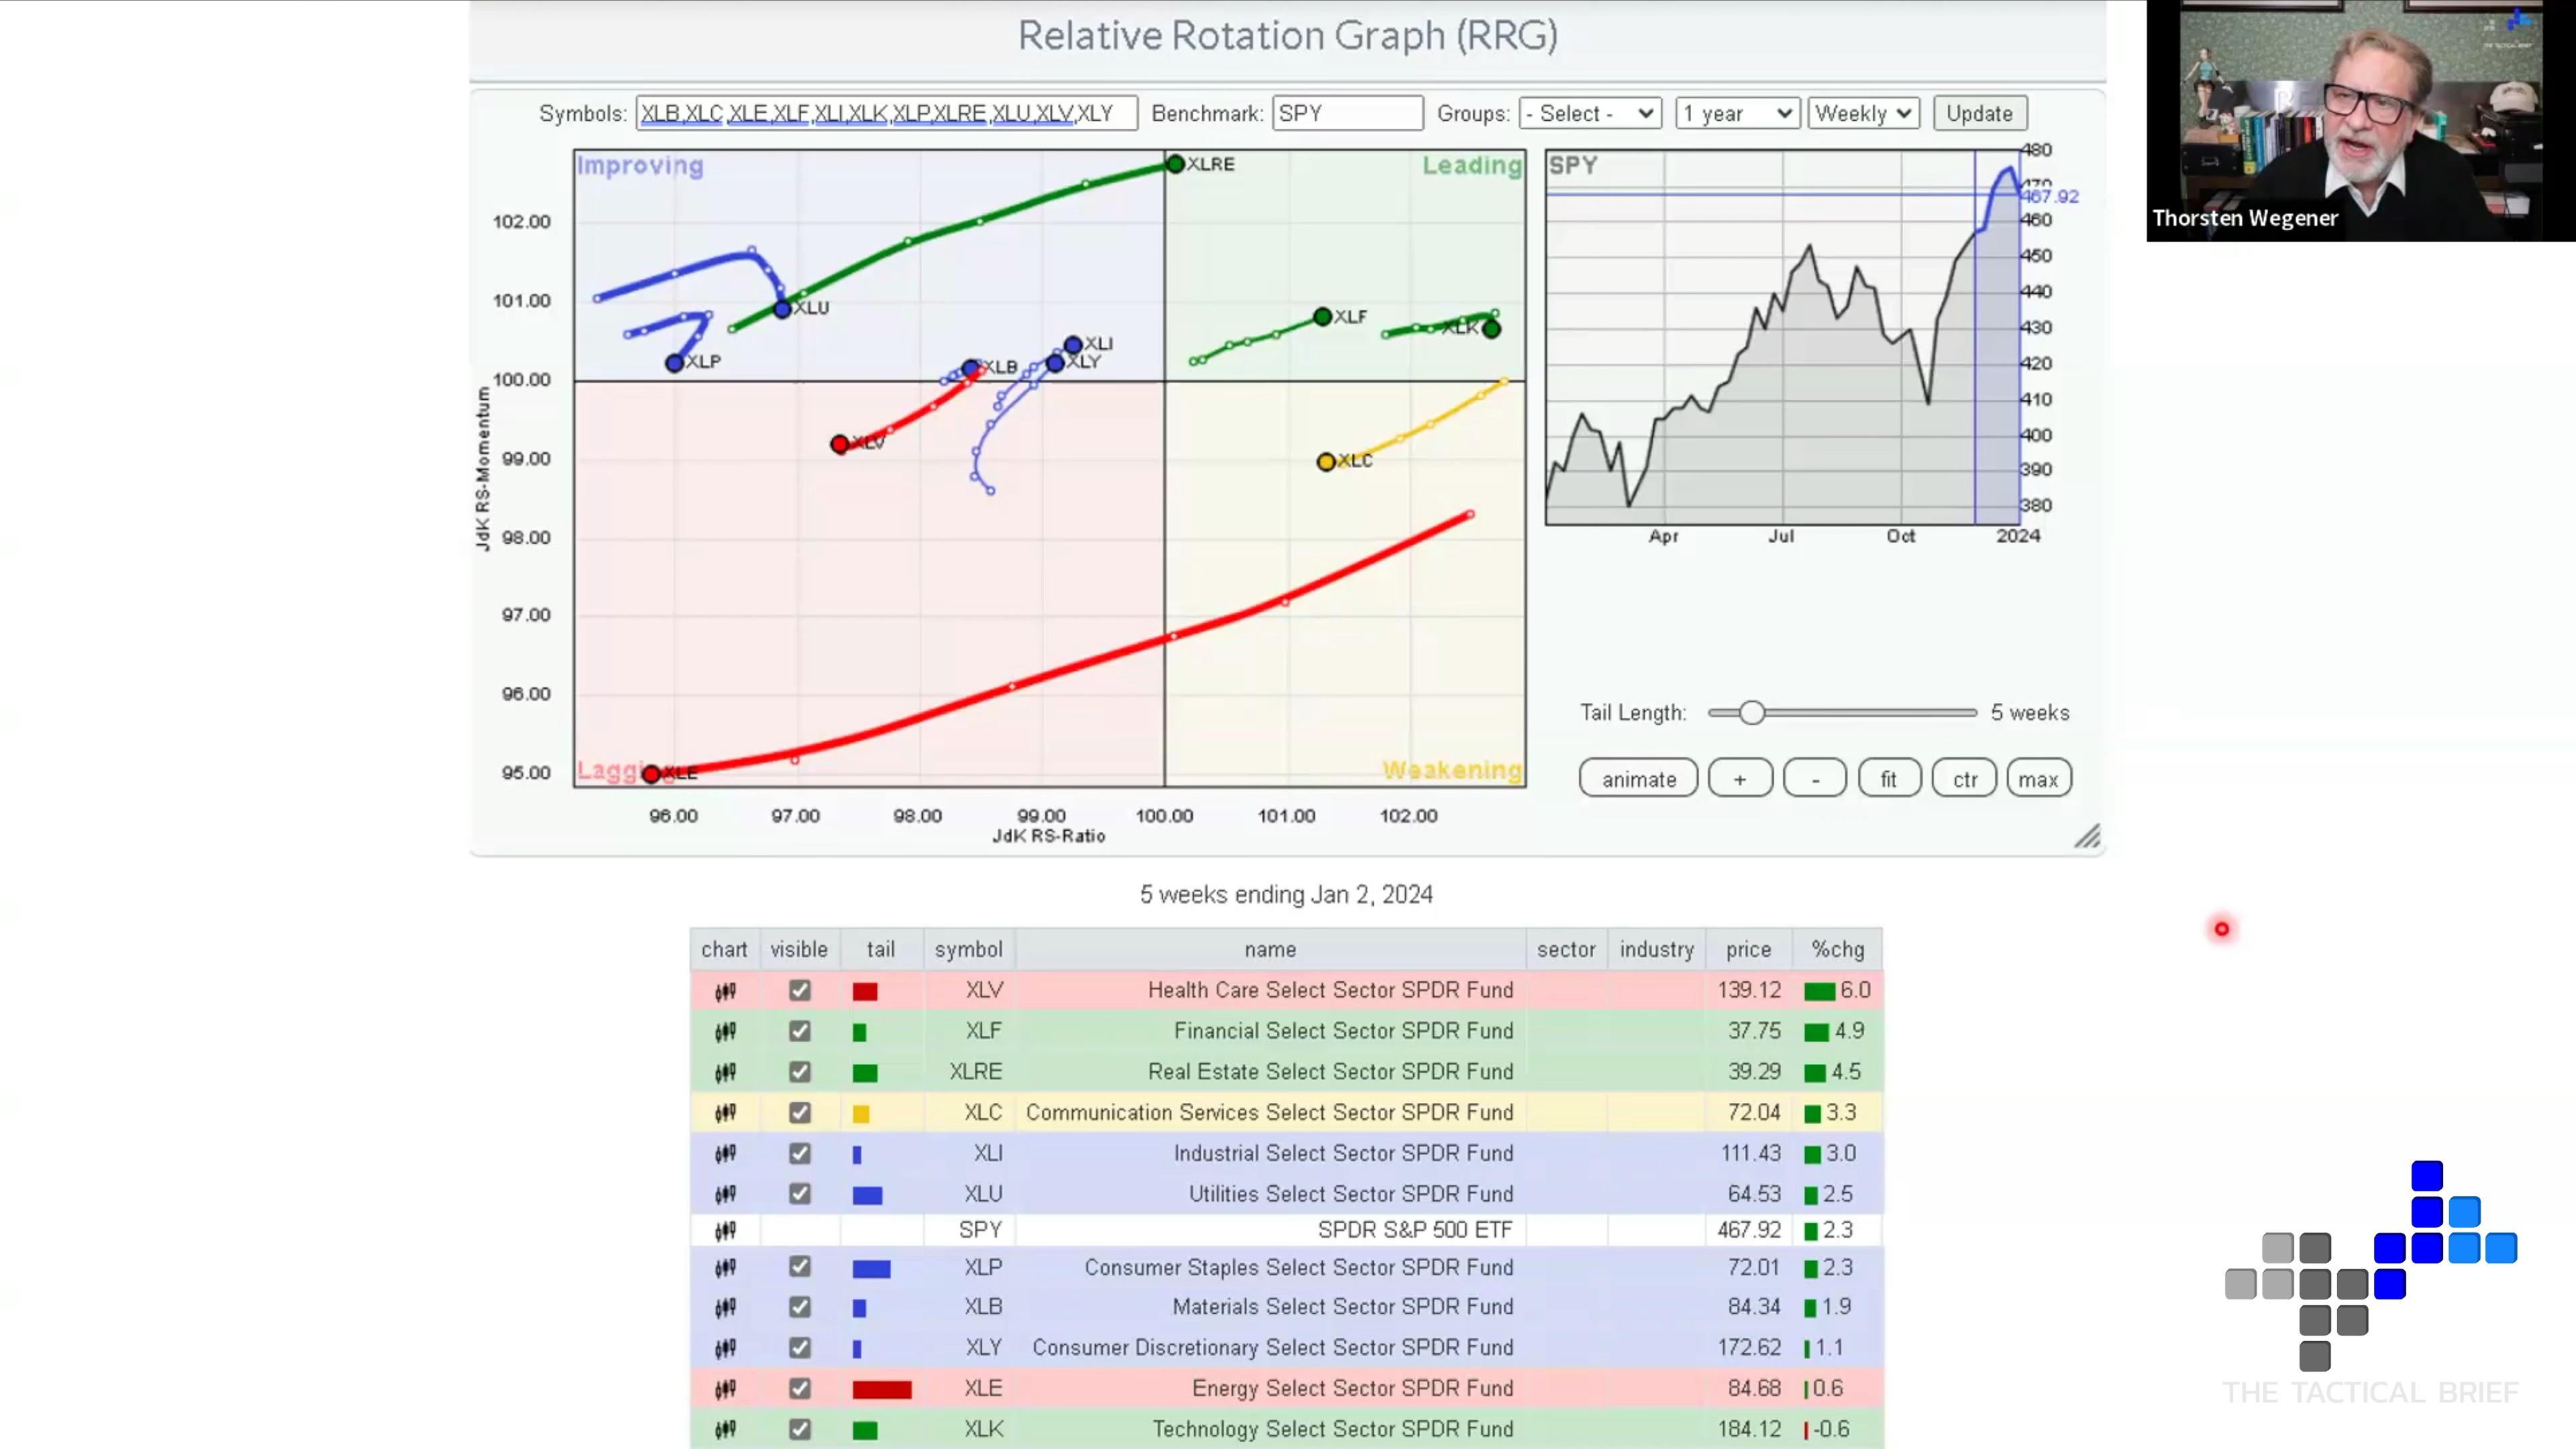 Relative Rotation Graph (RRG)
Symbols: XLB,XLC,XLE,XLF,XLI,XLK,XLP,XLRE,XLU,XLV,XLY Benchmark: SPY Groups: - Select - 1 year Weekly Update
Thorsten Wegener
Improving
Leading
Lagging
Weakening
XLRE
XLU
XLP
XLF
XLK
XLI
XLY
XLB
XLV
XLC
XLE
JdK RS-Momentum
102.00
101.00
100.00
99.00
98.00
97.00
96.00
95.00
96.00 97.00 98.00 99.00 100.00 101.00 102.00
JdK RS-Ratio
SPY
480
470
467.92
460
450
440
430
420
410
400
390
380
Apr Jul Oct 2024
Tail Length: 5 weeks
animate + - fit ctr max
5 weeks ending Jan 2, 2024
chart visible tail symbol name sector industry price %chg
XLV Health Care Select Sector SPDR Fund 139.12 6.0
XLF Financial Select Sector SPDR Fund 37.75 4.9
XLRE Real Estate Select Sector SPDR Fund 39.29 4.5
XLC Communication Services Select Sector SPDR Fund 72.04 3.3
XLI Industrial Select Sector SPDR Fund 111.43 3.0
XLU Utilities Select Sector SPDR Fund 64.53 2.5
SPY SPDR S&P 500 ETF 467.92 2.3
XLP Consumer Staples Select Sector SPDR Fund 72.01 2.3
XLB Materials Select Sector SPDR Fund 84.34 1.9
XLY Consumer Discretionary Select Sector SPDR Fund 172.62 1.1
XLE Energy Select Sector SPDR Fund 84.68 0.6
XLK Technology Select Sector SPDR Fund 184.12 -0.6
THE TACTICAL BRIEF